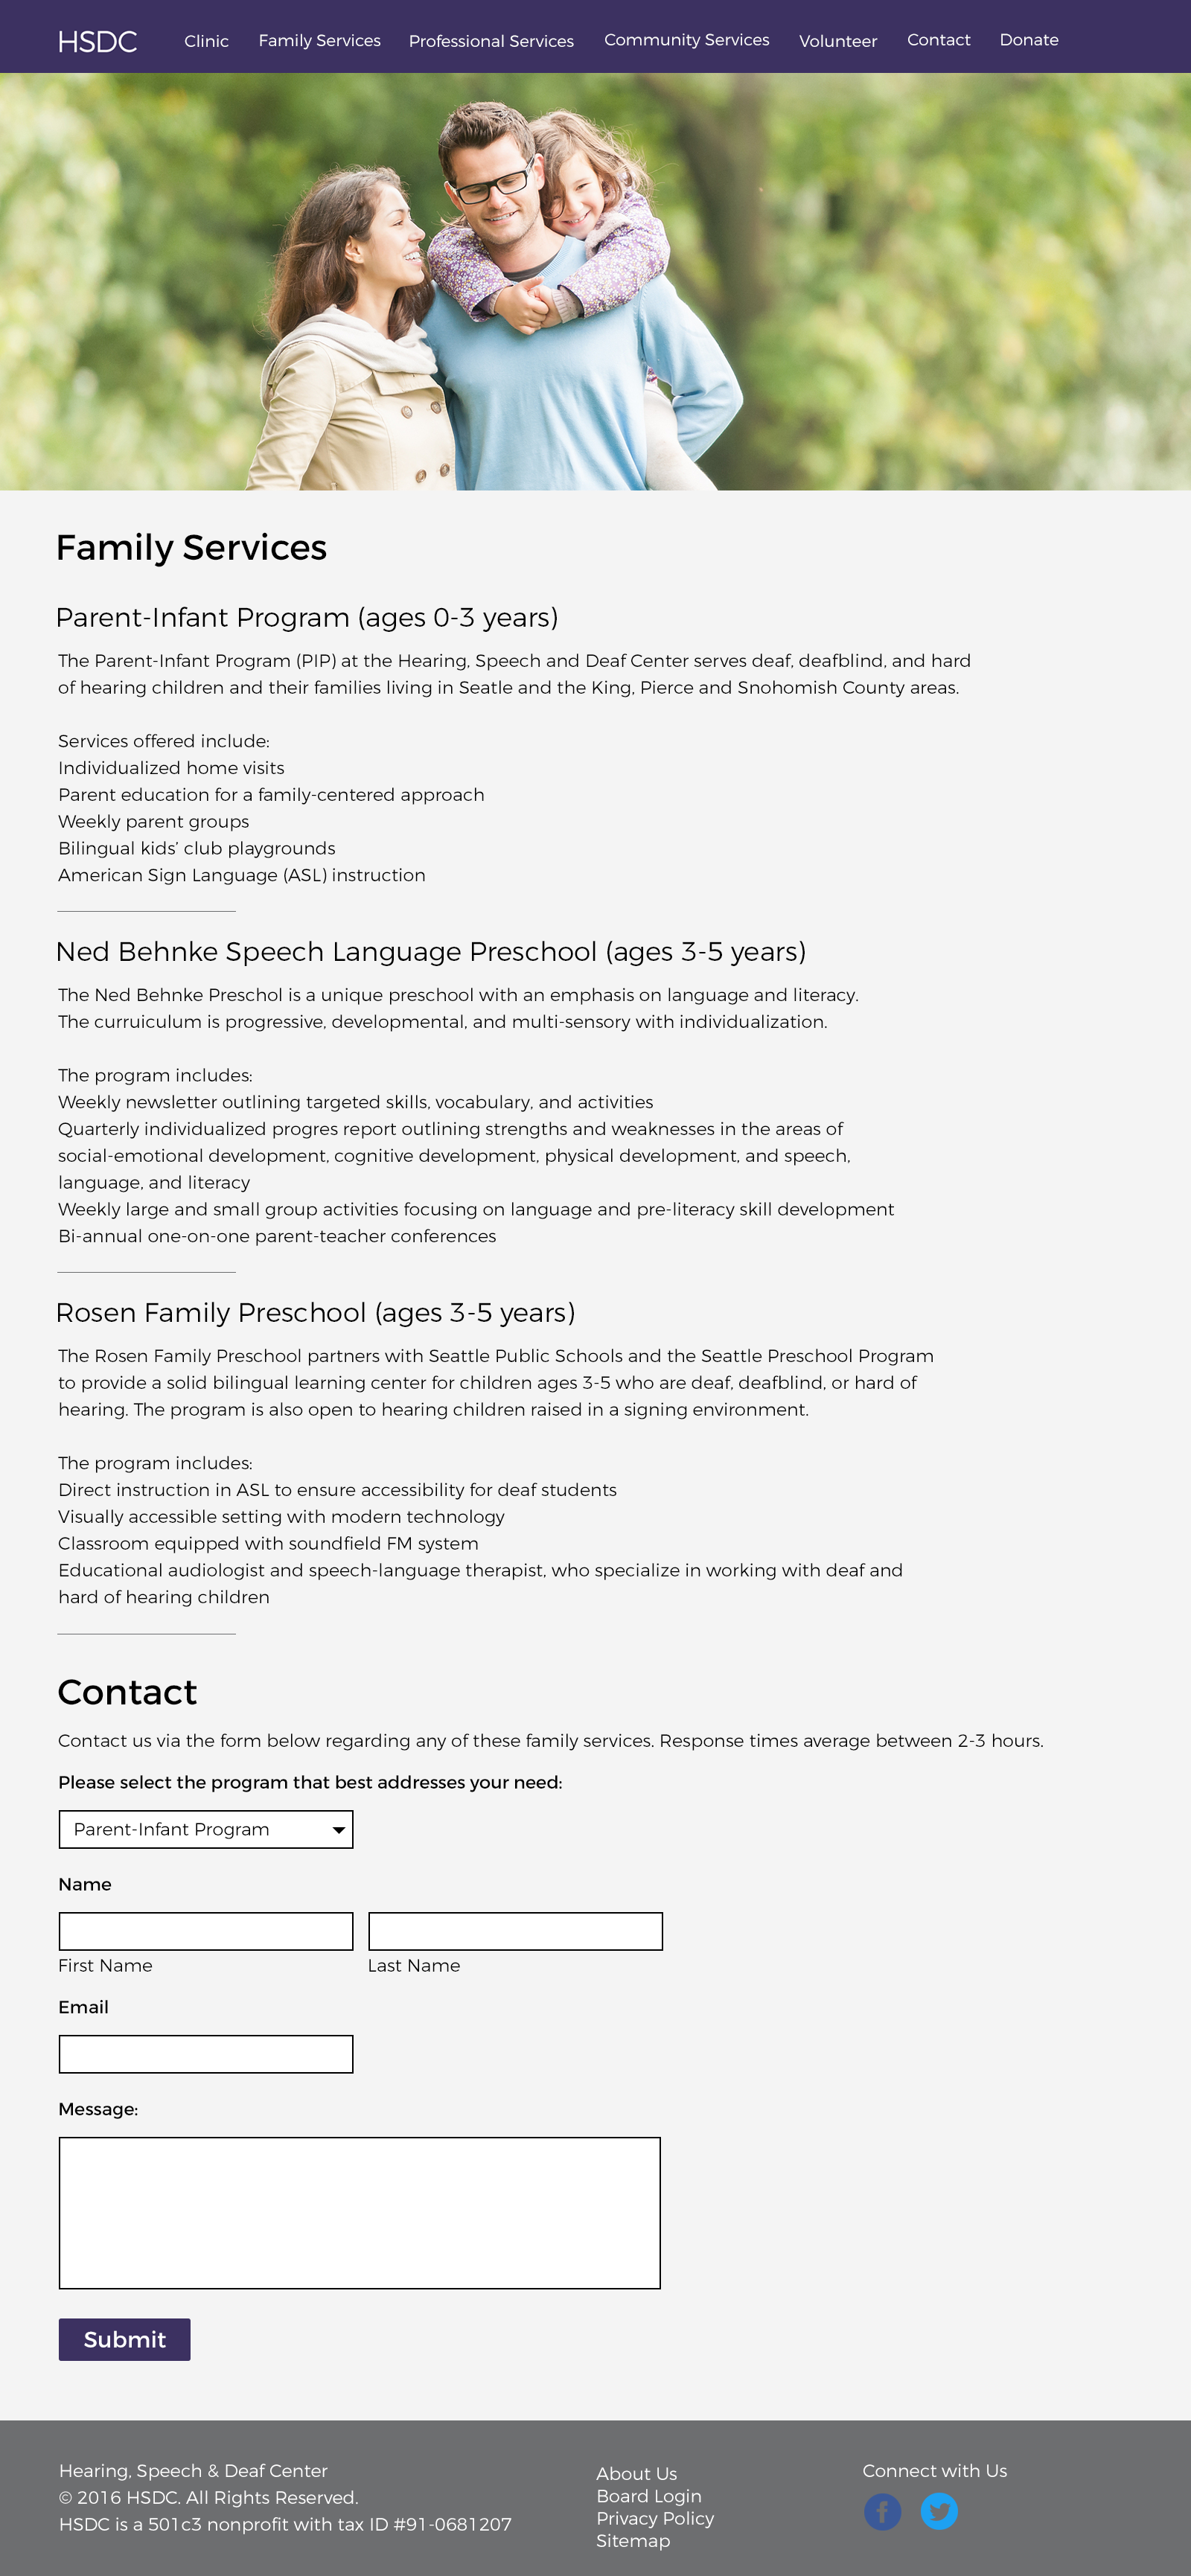 HSDC Clinic Family Services Professional Services Community Services Volunteer Contact Donate
Family Services
Parent-Infant Program (ages 0-3 years)
The Parent-Infant Program (PIP) at the Hearing, Speech and Deaf Center serves deaf, deafblind, and hard
of hearing children and their families living in Seatle and the King, Pierce and Snohomish County areas.
Services offered include:
Individualized home visits
Parent education for a family-centered approach
Weekly parent groups
Bilingual kids’ club playgrounds
American Sign Language (ASL) instruction
Ned Behnke Speech Language Preschool (ages 3-5 years)
The Ned Behnke Preschol is a unique preschool with an emphasis on language and literacy.
The curruiculum is progressive, developmental, and multi-sensory with individualization.
The program includes:
Weekly newsletter outlining targeted skills, vocabulary, and activities
Quarterly individualized progres report outlining strengths and weaknesses in the areas of
social-emotional development, cognitive development, physical development, and speech,
language, and literacy
Weekly large and small group activities focusing on language and pre-literacy skill development
Bi-annual one-on-one parent-teacher conferences
Rosen Family Preschool (ages 3-5 years)
The Rosen Family Preschool partners with Seattle Public Schools and the Seattle Preschool Program
to provide a solid bilingual learning center for children ages 3-5 who are deaf, deafblind, or hard of
hearing. The program is also open to hearing children raised in a signing environment.
The program includes:
Direct instruction in ASL to ensure accessibility for deaf students
Visually accessible setting with modern technology
Classroom equipped with soundfield FM system
Educational audiologist and speech-language therapist, who specialize in working with deaf and
hard of hearing children
Contact
Contact us via the form below regarding any of these family services. Response times average between 2-3 hours.
Please select the program that best addresses your need:
Parent-Infant Program
Name
First Name Last Name
Email
Message:
Submit
Hearing, Speech & Deaf Center
© 2016 HSDC. All Rights Reserved.
HSDC is a 501c3 nonprofit with tax ID #91-0681207
About Us
Board Login
Privacy Policy
Sitemap
Connect with Us